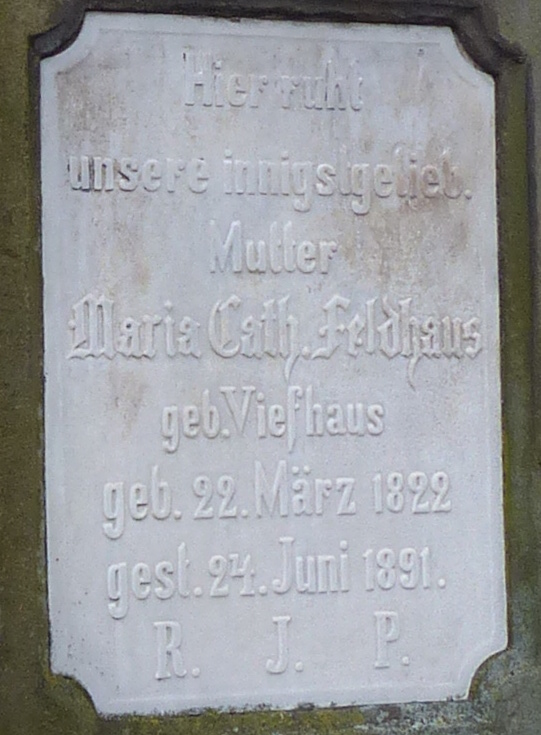 Hier ruht
unsere innigstgelieb.
Mutter
Maria Cath. Feldhaus
geb. Viefhaus
geb. 22. März 1822
gest. 24. Juni 1891.
R. J. P.